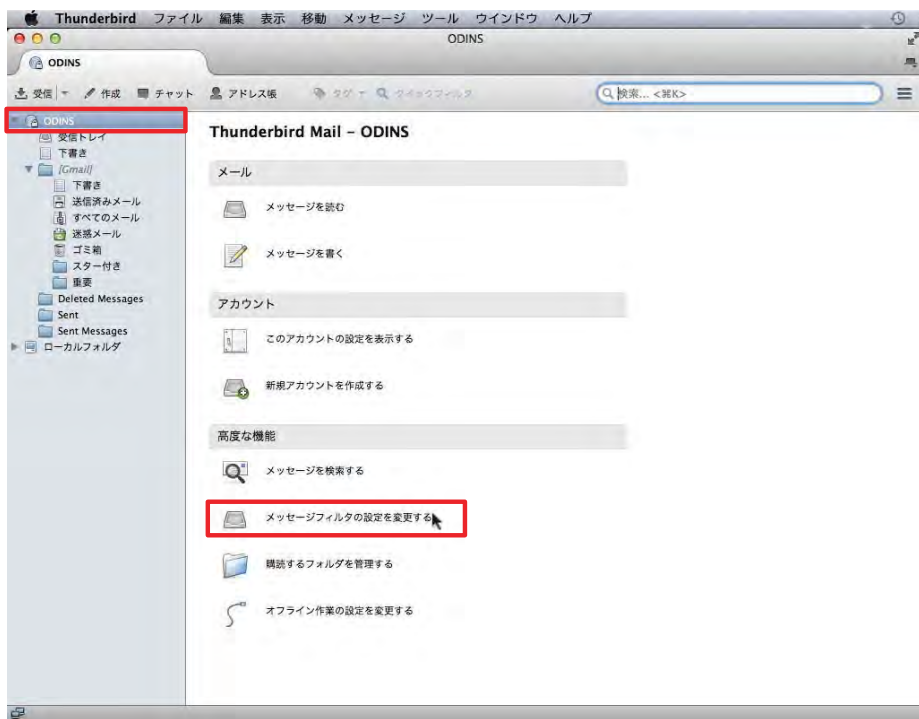 Thunderbird ファイル 編集 表示 移動 メッセージ ツール ウインドウ ヘルプ
ODINS
ODINS
受信 作成 チャット アドレス帳 タグ クイックフィルタ 検索... <⌘K>
ODINS
受信トレイ
下書き
[Gmail]
下書き
送信済みメール
すべてのメール
迷惑メール
ゴミ箱
スター付き
重要
Deleted Messages
Sent
Sent Messages
ローカルフォルダ
Thunderbird Mail – ODINS
メール
メッセージを読む
メッセージを書く
アカウント
このアカウントの設定を表示する
新規アカウントを作成する
高度な機能
メッセージを検索する
メッセージフィルタの設定を変更する
購読するフォルダを管理する
オフライン作業の設定を変更する